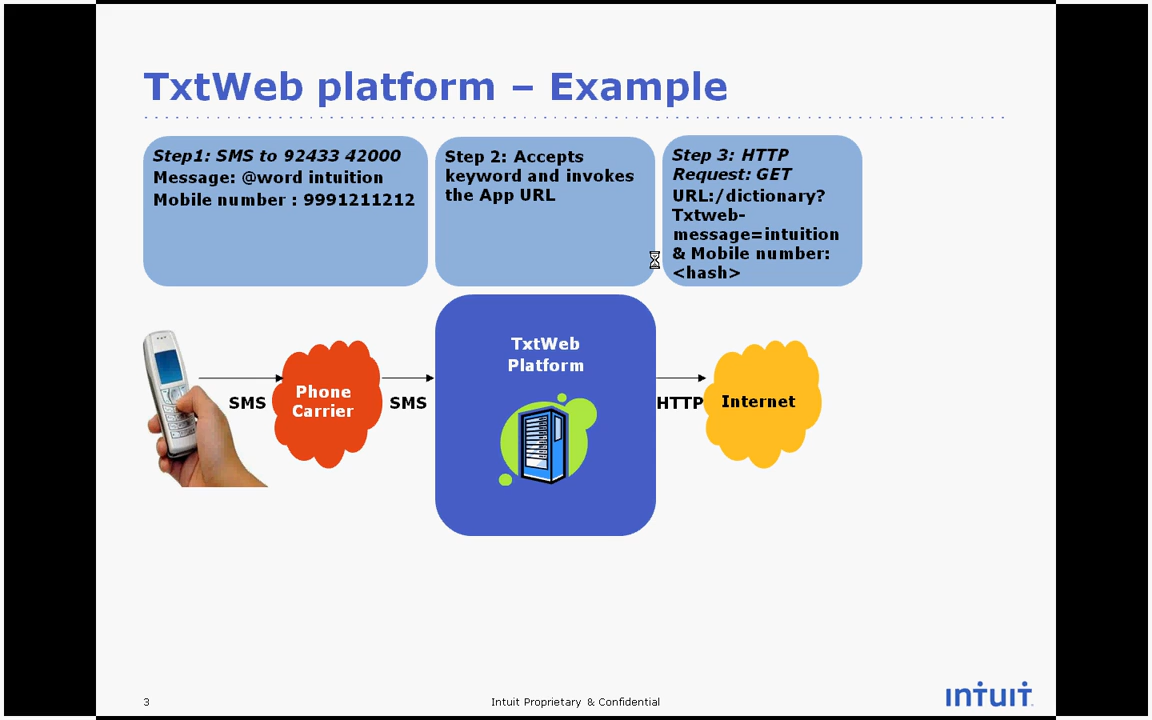 TxtWeb platform – Example
Step1: SMS to 92433 42000
Message: @word intuition
Mobile number : 9991211212
Step 2: Accepts
keyword and invokes
the App URL
Step 3: HTTP
Request: GET
URL:/dictionary?
Txtweb-
message=intuition
& Mobile number:
<hash>
SMS
Phone
Carrier
SMS
TxtWeb
Platform
HTTP
Internet
3
Intuit Proprietary & Confidential
intuit.